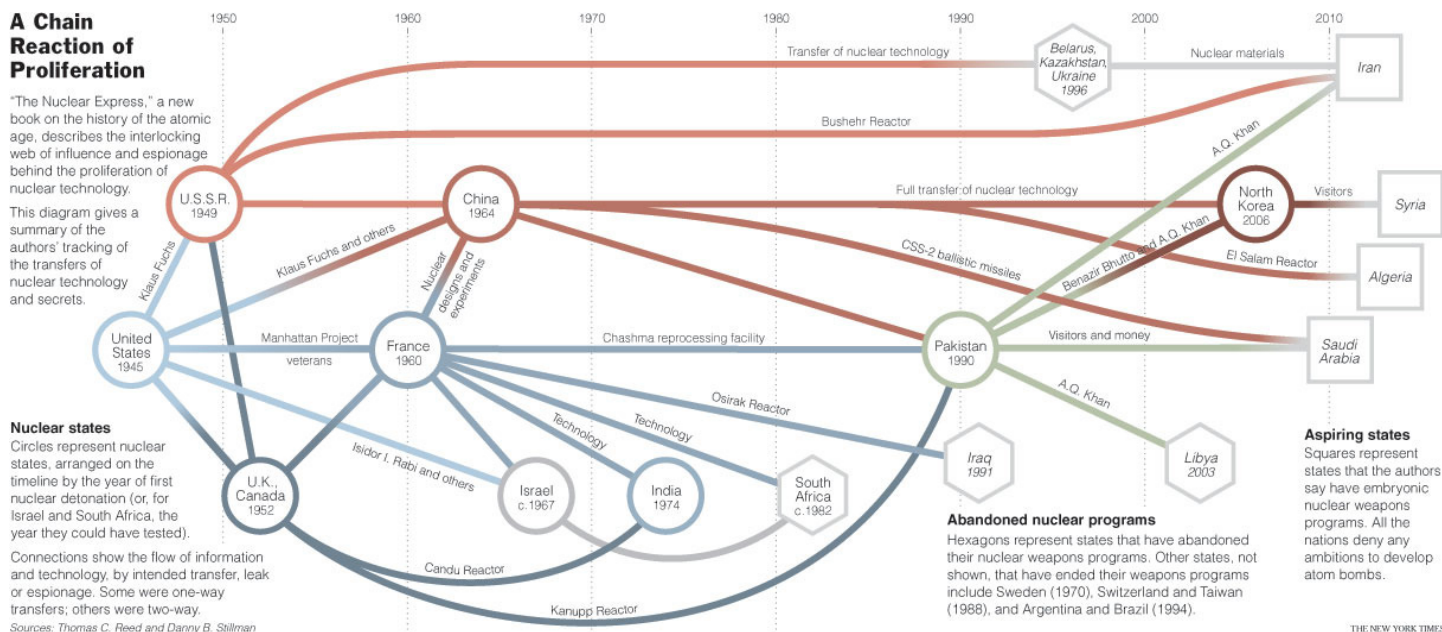 A Chain
Reaction of
Proliferation
“The Nuclear Express,” a new
book on the history of the atomic
age, describes the interlocking
web of influence and espionage
behind the proliferation of
nuclear technology.
This diagram gives a
summary of the
authors’ tracking of
the transfers of
nuclear technology
and secrets.
1950
1960
1970
1980
1990
2000
2010
Transfer of nuclear technology
Belarus,
Kazakhstan,
Ukraine
1996
Nuclear materials
Iran
Bushehr Reactor
A.Q. Khan
U.S.S.R.
1949
China
1964
Full transfer of nuclear technology
North
Korea
2006
Visitors
Syria
Klaus Fuchs
Klaus Fuchs and others
Nuclear
designs and
experiments
CSS-2 ballistic missiles
Benazir Bhutto and A.Q. Khan
El Salam Reactor
Algeria
United
States
1945
Manhattan Project
veterans
France
1960
Chashma reprocessing facility
Pakistan
1990
Visitors and money
Saudi
Arabia
Osirak Reactor
A.Q. Khan
Technology
Technology
Isidor I. Rabi and others
U.K.,
Canada
1952
Israel
c.1967
India
1974
South
Africa
c.1982
Iraq
1991
Libya
2003
Candu Reactor
Kanupp Reactor
Nuclear states
Circles represent nuclear
states, arranged on the
timeline by the year of first
nuclear detonation (or, for
Israel and South Africa, the
year they could have tested).
Connections show the flow of information
and technology, by intended transfer, leak
or espionage. Some were one-way
transfers; others were two-way.
Sources: Thomas C. Reed and Danny B. Stillman
Abandoned nuclear programs
Hexagons represent states that have abandoned
their nuclear weapons programs. Other states, not
shown, that have ended their weapons programs
include Sweden (1970), Switzerland and Taiwan
(1988), and Argentina and Brazil (1994).
Aspiring states
Squares represent
states that the authors
say have embryonic
nuclear weapons
programs. All the
nations deny any
ambitions to develop
atom bombs.
THE NEW YORK TIMES